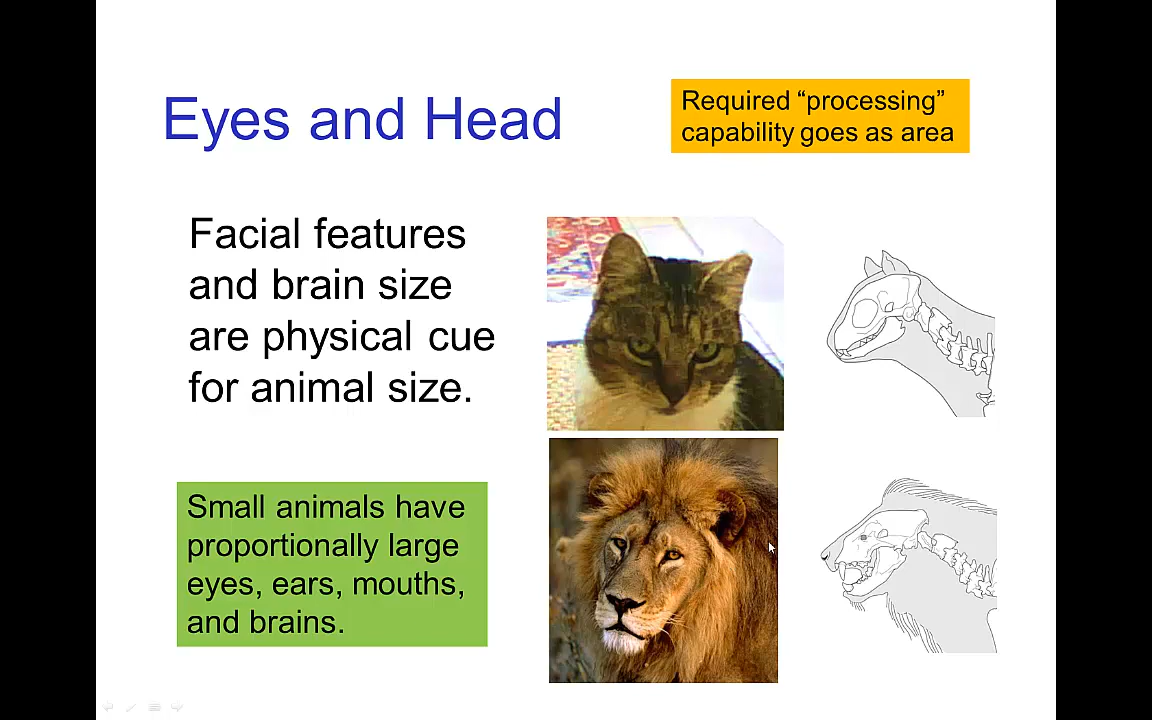 Eyes and Head
Required “processing”
capability goes as area
Facial features
and brain size
are physical cue
for animal size.
Small animals have
proportionally large
eyes, ears, mouths,
and brains.